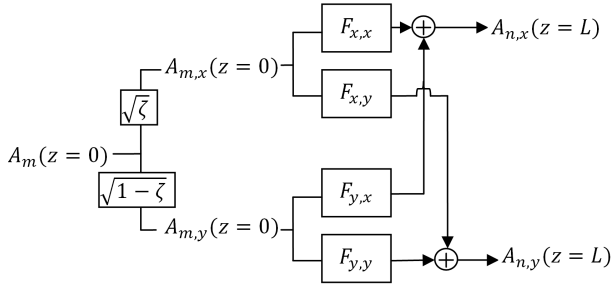 F_{x,x}
A_{n,x}(z = L)
A_{m,x}(z = 0)
F_{x,y}
√ζ
A_m(z = 0)
√(1 − ζ)
F_{y,x}
A_{m,y}(z = 0)
F_{y,y}
A_{n,y}(z = L)